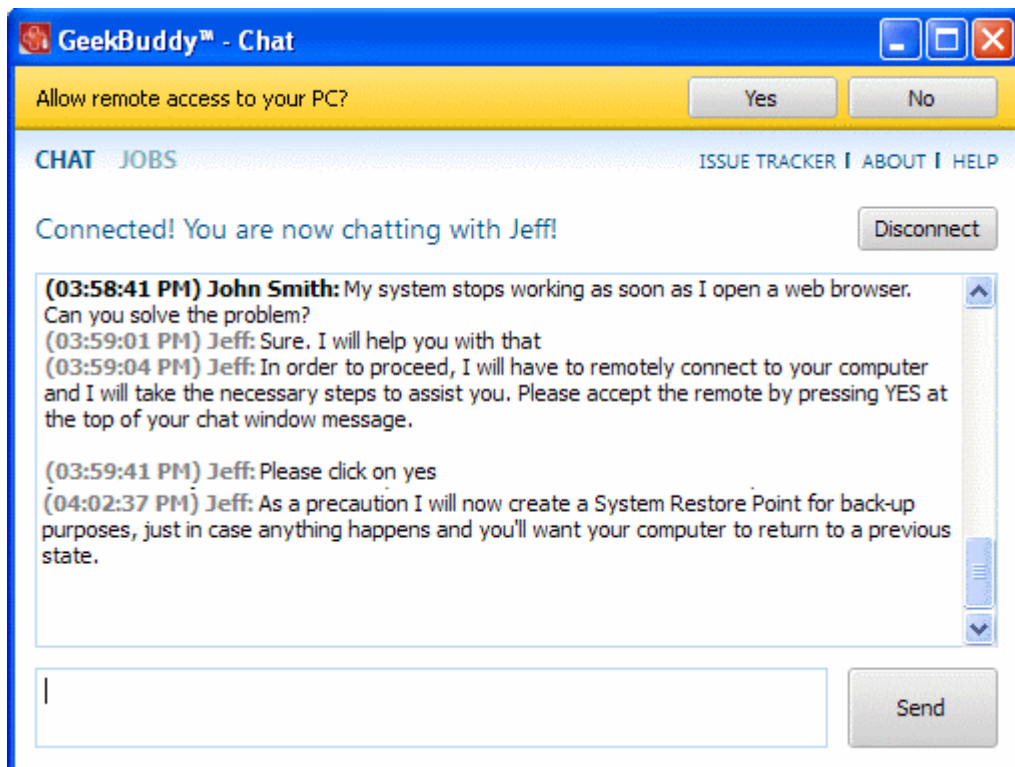 GeekBuddy™ - Chat
Allow remote access to your PC? Yes No
CHAT JOBS ISSUE TRACKER | ABOUT | HELP
Connected! You are now chatting with Jeff! Disconnect
(03:58:41 PM) John Smith: My system stops working as soon as I open a web browser.
Can you solve the problem?
(03:59:01 PM) Jeff: Sure. I will help you with that
(03:59:04 PM) Jeff: In order to proceed, I will have to remotely connect to your computer
and I will take the necessary steps to assist you. Please accept the remote by pressing YES at
the top of your chat window message.
(03:59:41 PM) Jeff: Please click on yes
(04:02:37 PM) Jeff: As a precaution I will now create a System Restore Point for back-up
purposes, just in case anything happens and you'll want your computer to return to a previous
state.
Send